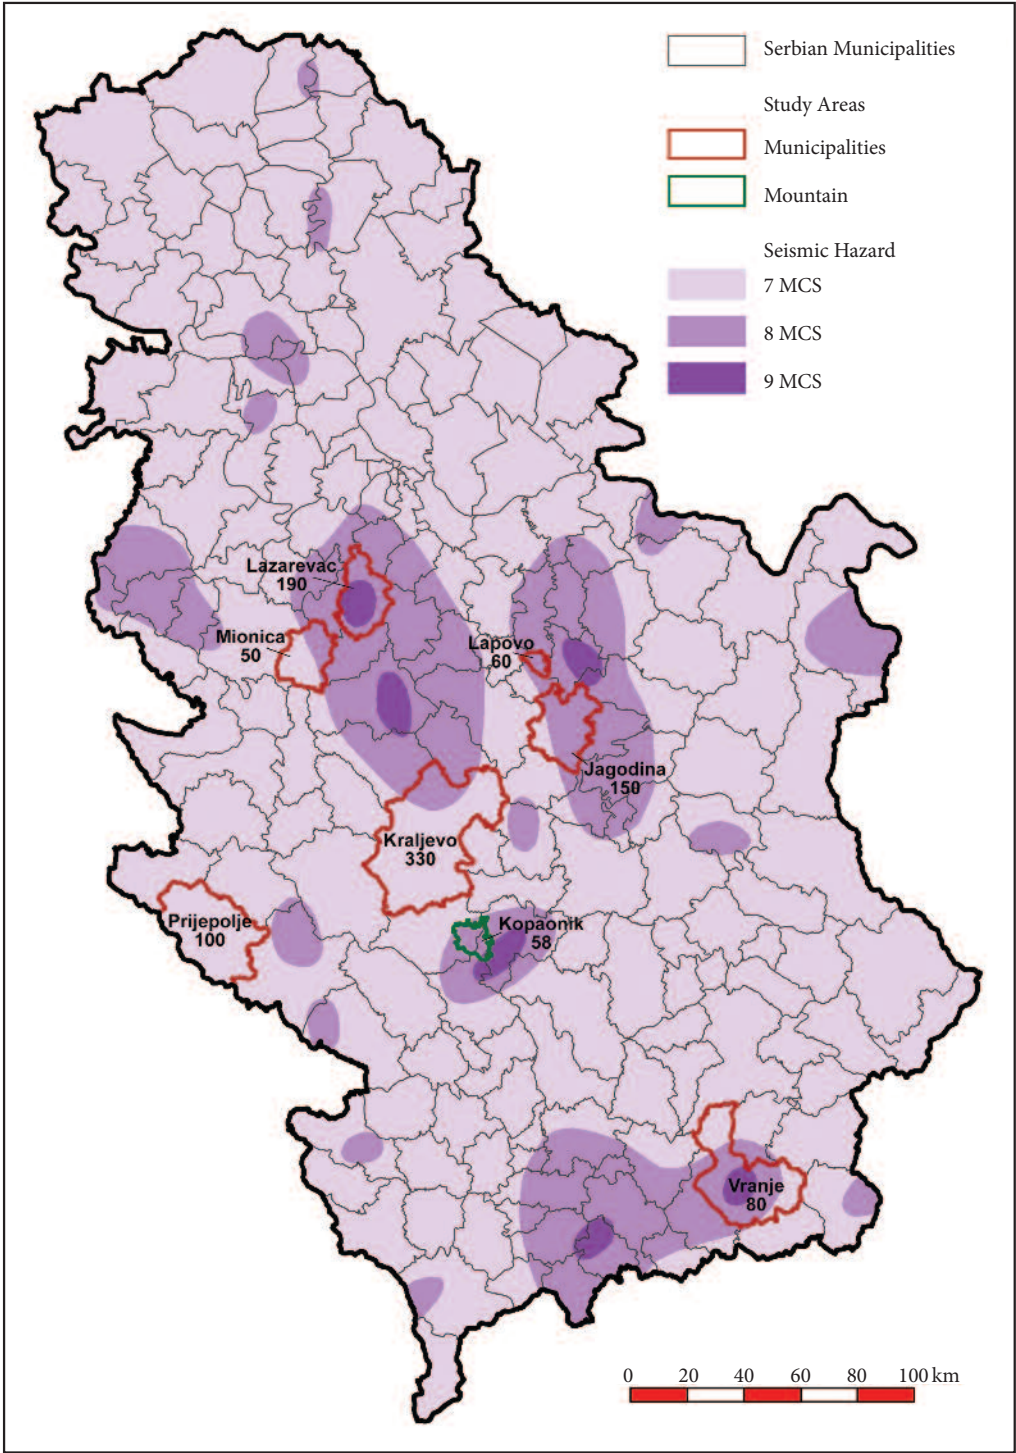 Serbian Municipalities
Study Areas
Municipalities
Mountain
Seismic Hazard
7 MCS
8 MCS
9 MCS
Lazarevac
190
Mionica
50
Lapovo
60
Jagodina
150
Kraljevo
330
Prijepolje
100
Kopaonik
58
Vranje
80
0 20 40 60 80 100 km